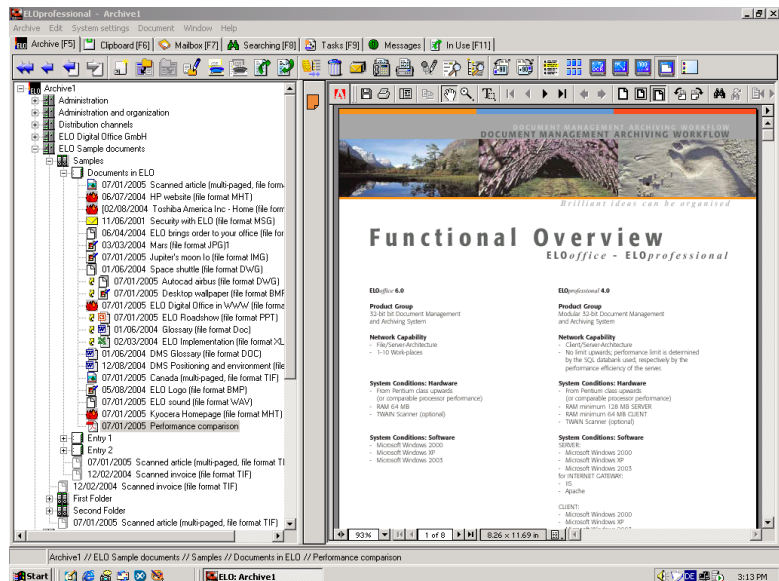 ELOprofessional - Archive1
Archive Edit System settings Document Window Help
Archive [F5] Clipboard [F6] Mailbox [F7] Searching [F8] Tasks [F9] Messages In Use [F11]
Archive1
Administration
Administration and organization
Distribution channels
ELO Digital Office GmbH
ELO Sample documents
Samples
Documents in ELO
07/01/2005 Scanned article (multi-paged, file form
06/07/2004 HP website (file format MHT)
[02/08/2004 Toshiba America Inc - Home (file form
11/06/2001 Security with ELO (file format MSG)
06/04/2004 ELO brings order to your office (file for
03/03/2004 Mars (file format JPG)1
07/01/2005 Jupiter's moon Io (file format IMG)
01/06/2004 Space shuttle (file format DWG)
07/01/2005 Autocad airbus (file format DWG)
07/01/2005 Desktop wallpaper (file format BMF
07/01/2005 ELO Digital Office in WWW (file forma
07/01/2005 ELO Roadshow (file format PPT)
01/06/2004 Glossary (file format Doc)
02/03/2004 ELO Implementation (file format XL
01/06/2004 DMS Glossary (file format DOC)
12/08/2004 DMS Positioning and environment (file
07/01/2005 Canada (multi-paged, file format TIF)
05/08/2004 ELO Logo (file format BMP)
07/01/2005 ELO sound (file format WAV)
07/01/2005 Kyocera Homepage (file format MHT)
07/01/2005 Performance comparison
Entry 1
Entry 2
07/01/2005 Scanned article (multi-paged, file format TI
12/02/2004 Scanned invoice (file format TIF)
12/02/2004 Scanned invoice (file format TIF)
First Folder
Second Folder
07/01/2005 Scanned article (multi-paged, file format TIF)
DOCUMENT MANAGEMENT ARCHIVING WORKFLOW
DOCUMENT MANAGEMENT ARCHIVING WORKFLOW
Brilliant ideas can be organised
Functional Overview
ELOoffice - ELOprofessional
ELOoffice 6.0
Product Group
32-bit bit Document Management
and Archiving System
Network Capability
- File/Server-Architecture
- 1-10 Work-places
System Conditions: Hardware
- From Pentium class upwards
(or comparable processor performance)
- RAM 64 MB
- TWAIN Scanner (optional)
System Conditions: Software
- Microsoft Windows 2000
- Microsoft Windows XP
- Microsoft Windows 2003
ELOprofessional 4.0
Product Group
Modular 32-bit Document Management
and Archiving System
Network Capability
- Client/Server-Architecture
- No limit upwards; performance limit is determined
by the SQL databank used, respectively by the
performance efficiency of the server.
System Conditions: Hardware
- From Pentium class upwards
(or comparable processor performance)
- RAM minimum 128 MB SERVER
- RAM minimum 64 MB CLIENT
- TWAIN Scanner (optional)
System Conditions: Software
SERVER:
- Microsoft Windows 2000
- Microsoft Windows XP
- Microsoft Windows 2003
for INTERNET GATEWAY:
- IIS
- Apache
CLIENT:
- Microsoft Windows 2000
- Microsoft Windows XP
93% 1 of 8 8.26 x 11.69 in
Archive1 // ELO Sample documents // Samples // Documents in ELO // Performance comparison
Start ELO: Archive1 DE 3:13 PM